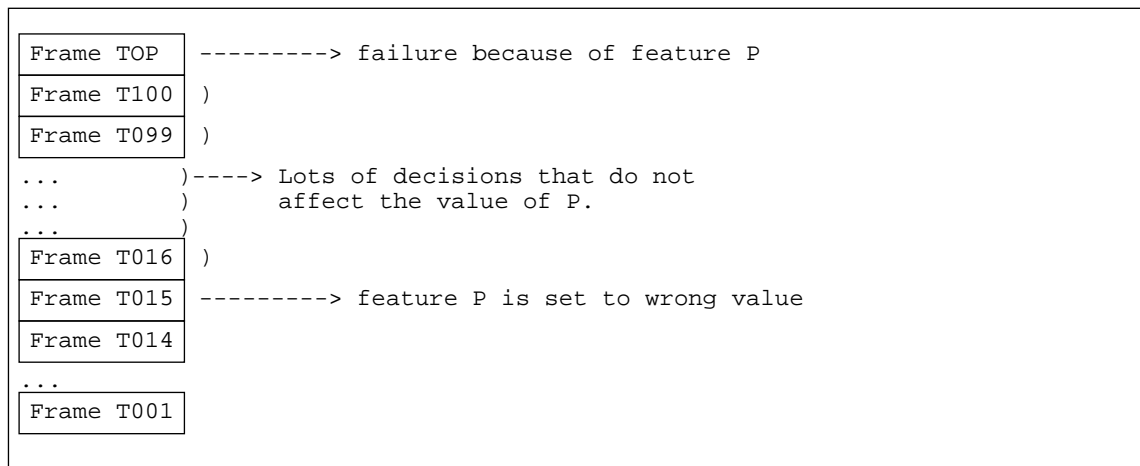 Frame TOP ---------> failure because of feature P
Frame T100 )
Frame T099 )
... )----> Lots of decisions that do not
... ) affect the value of P.
... )
Frame T016 )
Frame T015 ---------> feature P is set to wrong value
Frame T014
...
Frame T001